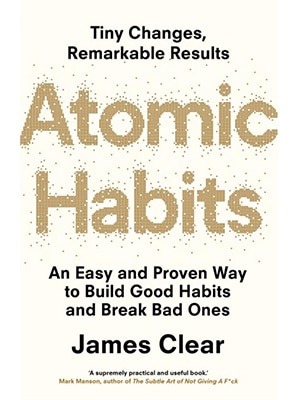 Tiny Changes,
Remarkable Results
Atomic
Habits
An Easy and Proven Way
to Build Good Habits
and Break Bad Ones
James Clear
‘A supremely practical and useful book.’
Mark Manson, author of The Subtle Art of Not Giving A F*ck